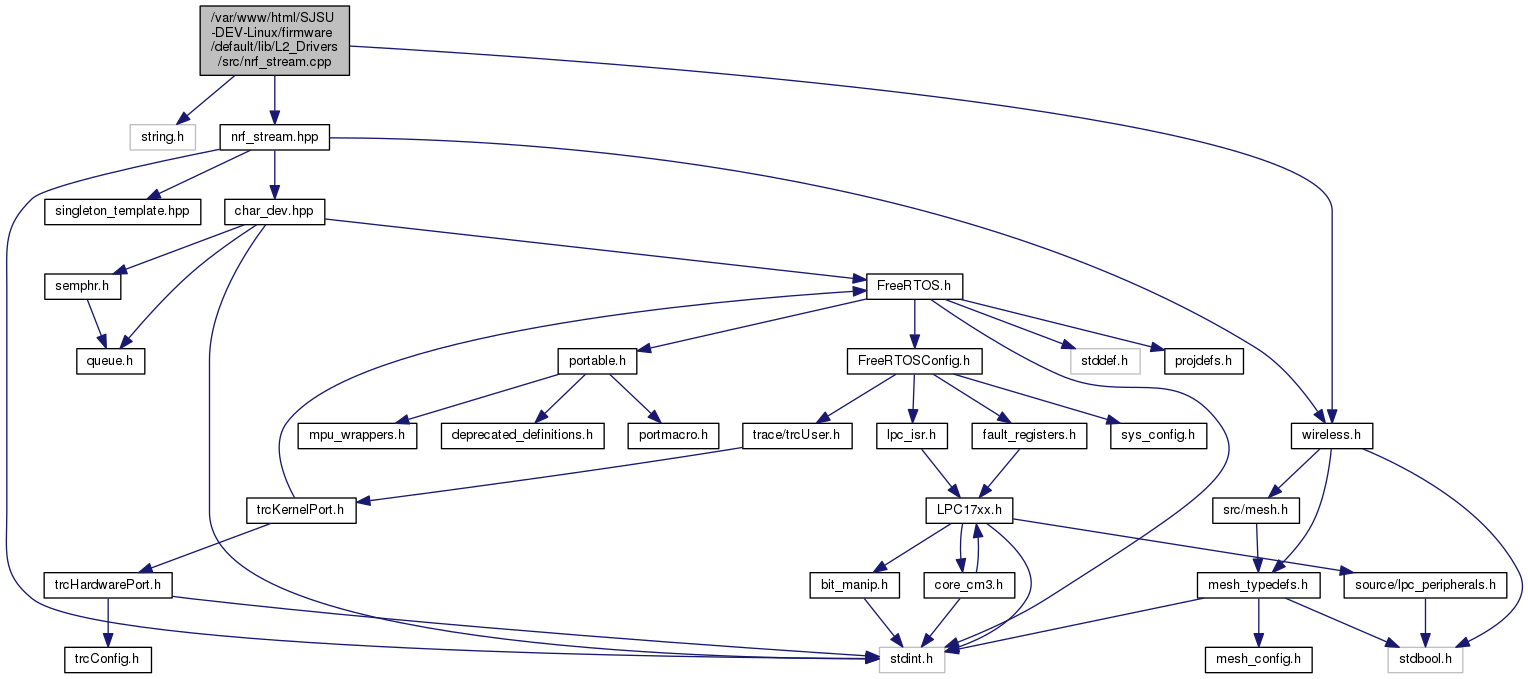 /var/www/html/SJSU
-DEV-Linux/firmware
/default/lib/L2_Drivers
/src/nrf_stream.cpp
string.h
nrf_stream.hpp
singleton_template.hpp
char_dev.hpp
semphr.h
FreeRTOS.h
queue.h
portable.h
FreeRTOSConfig.h
stddef.h
projdefs.h
mpu_wrappers.h
deprecated_definitions.h
portmacro.h
trace/trcUser.h
lpc_isr.h
fault_registers.h
sys_config.h
wireless.h
trcKernelPort.h
LPC17xx.h
src/mesh.h
trcHardwarePort.h
bit_manip.h
core_cm3.h
mesh_typedefs.h
source/lpc_peripherals.h
trcConfig.h
stdint.h
mesh_config.h
stdbool.h